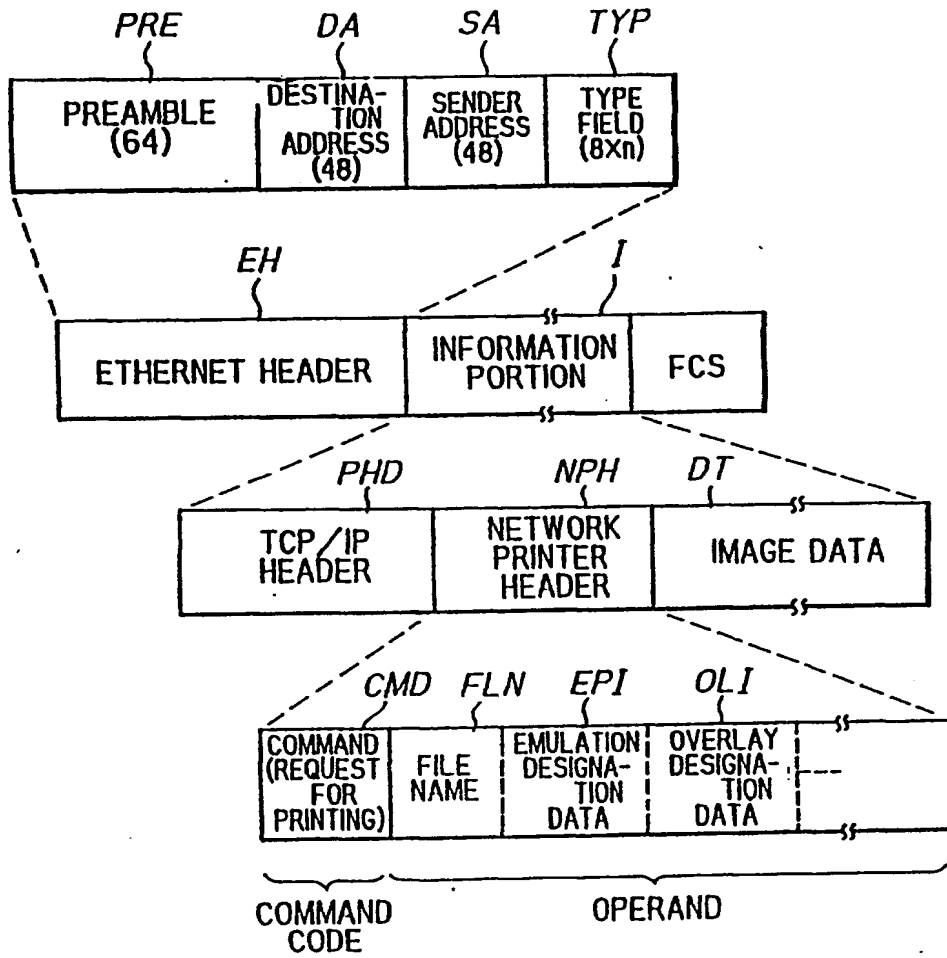 PRE DA SA TYP
PREAMBLE
(64)
DESTINA-
TION
ADDRESS
(48)
SENDER
ADDRESS
(48)
TYPE
FIELD
(8Xn)
EH I
ETHERNET HEADER
INFORMATION
PORTION
FCS
PHD NPH DT
TCP/IP
HEADER
NETWORK
PRINTER
HEADER
IMAGE DATA
CMD FLN EPI OLI
COMMAND
(REQUEST
FOR
PRINTING)
FILE
NAME
EMULATION
DESIGNA-
TION
DATA
OVERLAY
DESIGNA-
TION
DATA
COMMAND
CODE
OPERAND